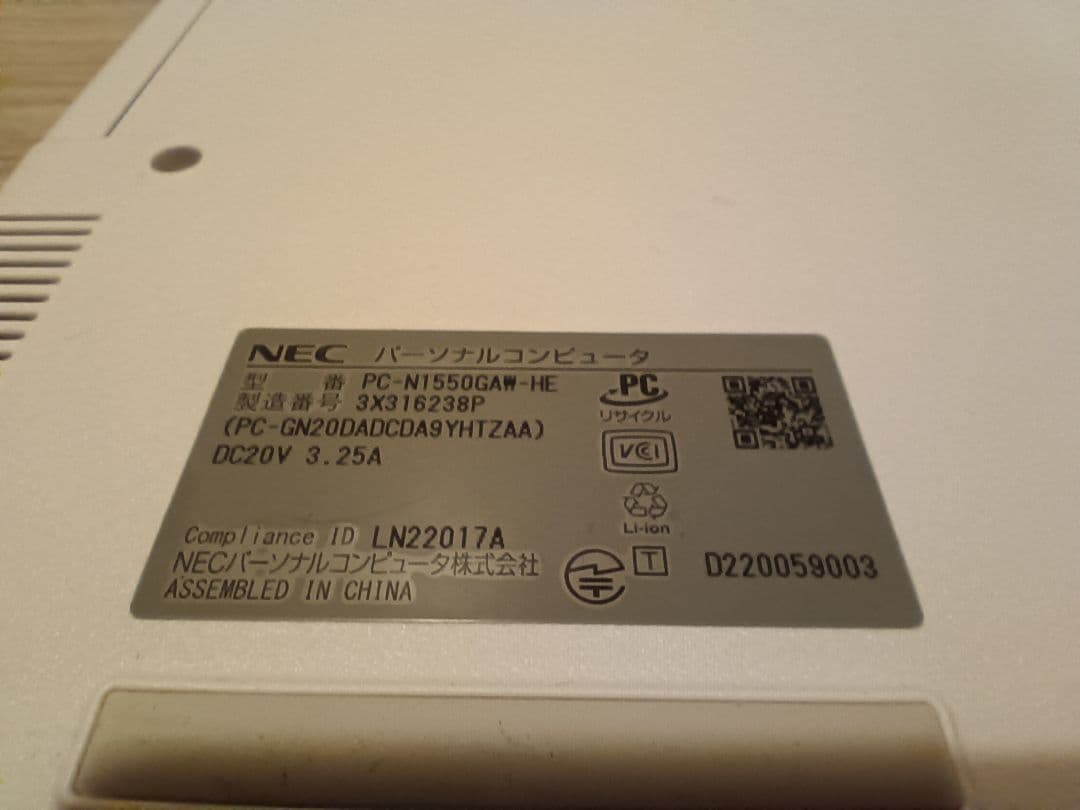 NEC パーソナルコンピュータ
型 番 PC-N1550GAW-HE
製造番号 3X316238P
(PC-GN20DADCDA9YHTZAA)
DC20V 3.25A
PC
リサイクル
VCI
Li-ion
Compliance ID LN22017A
NECパーソナルコンピュータ株式会社
ASSEMBLED IN CHINA
T
D220059003